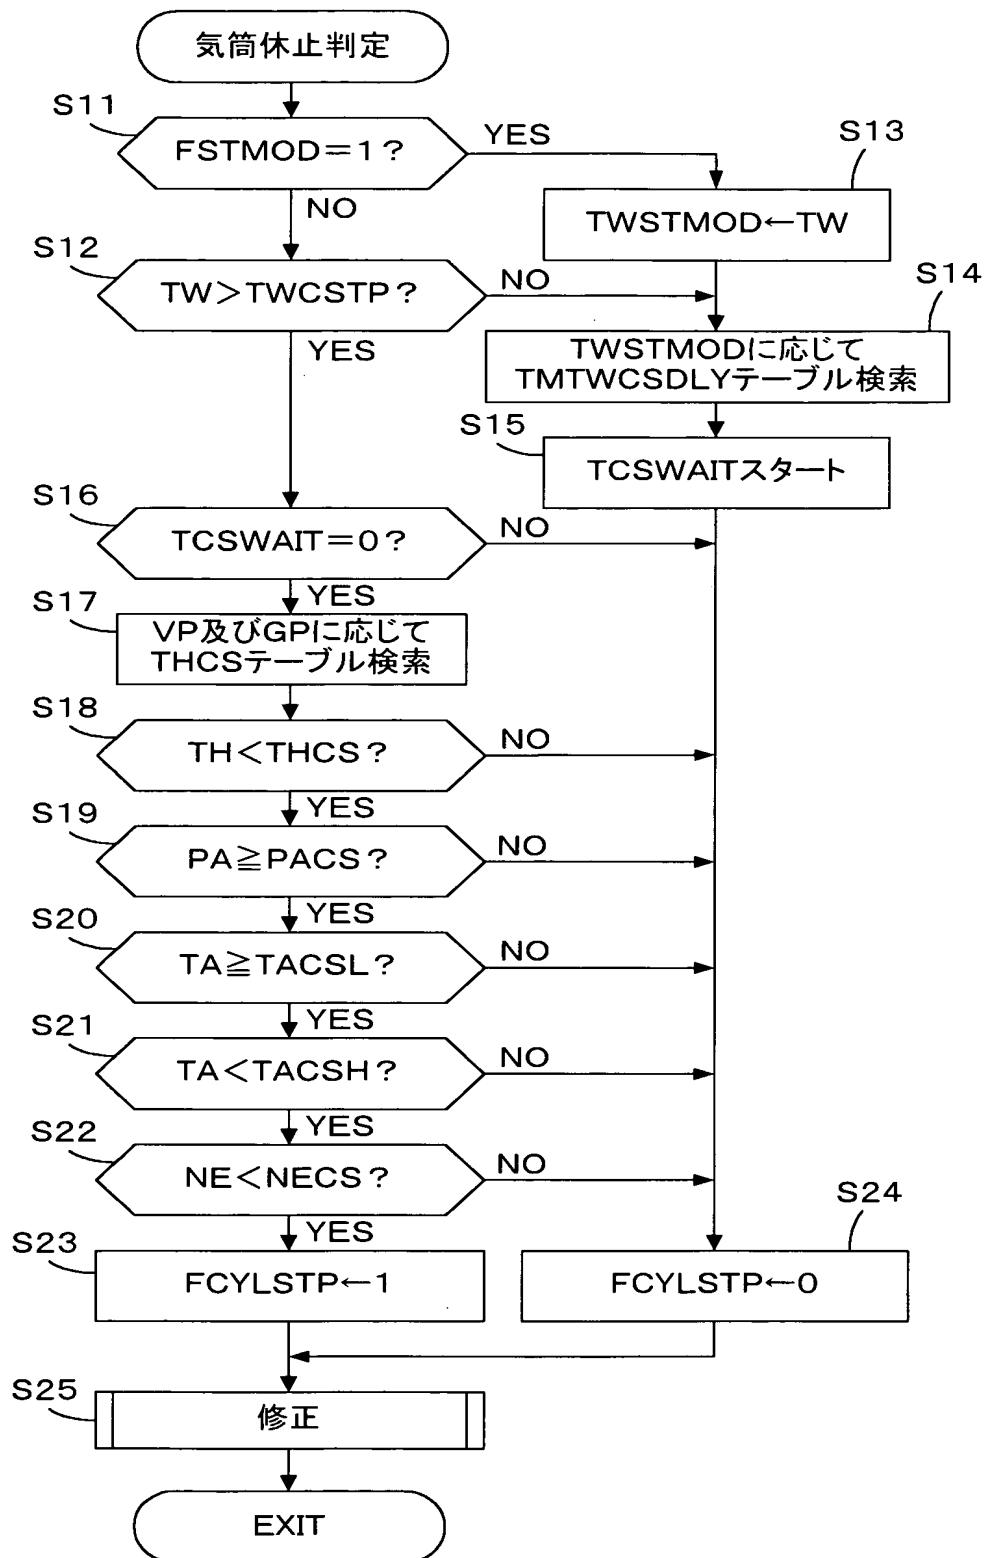 気筒休止判定
S11
FSTMOD=1?
YES
NO
S13
TWSTMOD←TW
S12
TW>TWCSTP?
NO
YES
S14
TWSTMODに応じて
TMTWCSDLYテーブル検索
S15
TCSWAITスタート
S16
TCSWAIT=0?
NO
YES
S17
VP及びGPに応じて
THCSテーブル検索
S18
TH<THCS?
NO
YES
S19
PA≧PACS?
NO
YES
S20
TA≧TACSL?
NO
YES
S21
TA<TACSH?
NO
YES
S22
NE<NECS?
NO
YES
S23
FCYLSTP←1
S24
FCYLSTP←0
S25
修正
EXIT